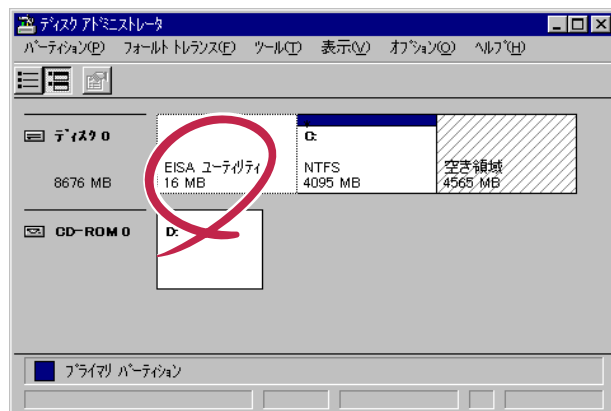 ﾃﾞｨｽｸ ｱﾄﾞﾐﾆｽﾄﾚｰﾀ
ﾊﾟｰﾃｨｼｮﾝ(P) ﾌｫｰﾙﾄ ﾄﾚﾗﾝｽ(F) ﾂｰﾙ(T) 表示(V) ｵﾌﾟｼｮﾝ(O) ﾍﾙﾌﾟ(H)
ﾃﾞｨｽｸ 0
8676 MB
EISA ﾕｰﾃｨﾘﾃｨ
16 MB
C:
NTFS
4095 MB
空き領域
4565 MB
CD-ROM 0
D:
ﾌﾟﾗｲﾏﾘ ﾊﾟｰﾃｨｼｮﾝ